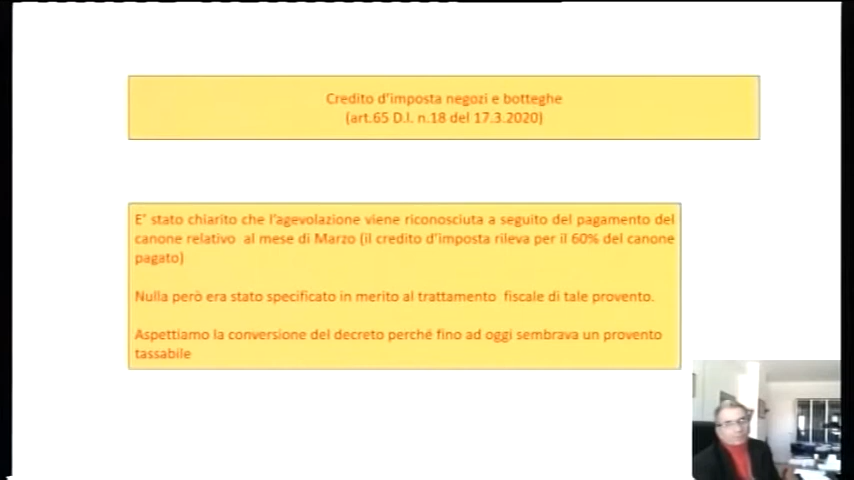 Credito d'imposta negozi e botteghe
(art.65 D.l. n.18 del 17.3.2020)
E' stato chiarito che l'agevolazione viene riconosciuta a seguito del pagamento del
canone relativo al mese di Marzo (il credito d'imposta rileva per il 60% del canone
pagato)
Nulla però era stato specificato in merito al trattamento fiscale di tale provento.
Aspettiamo la conversione del decreto perché fino ad oggi sembrava un provento
tassabile